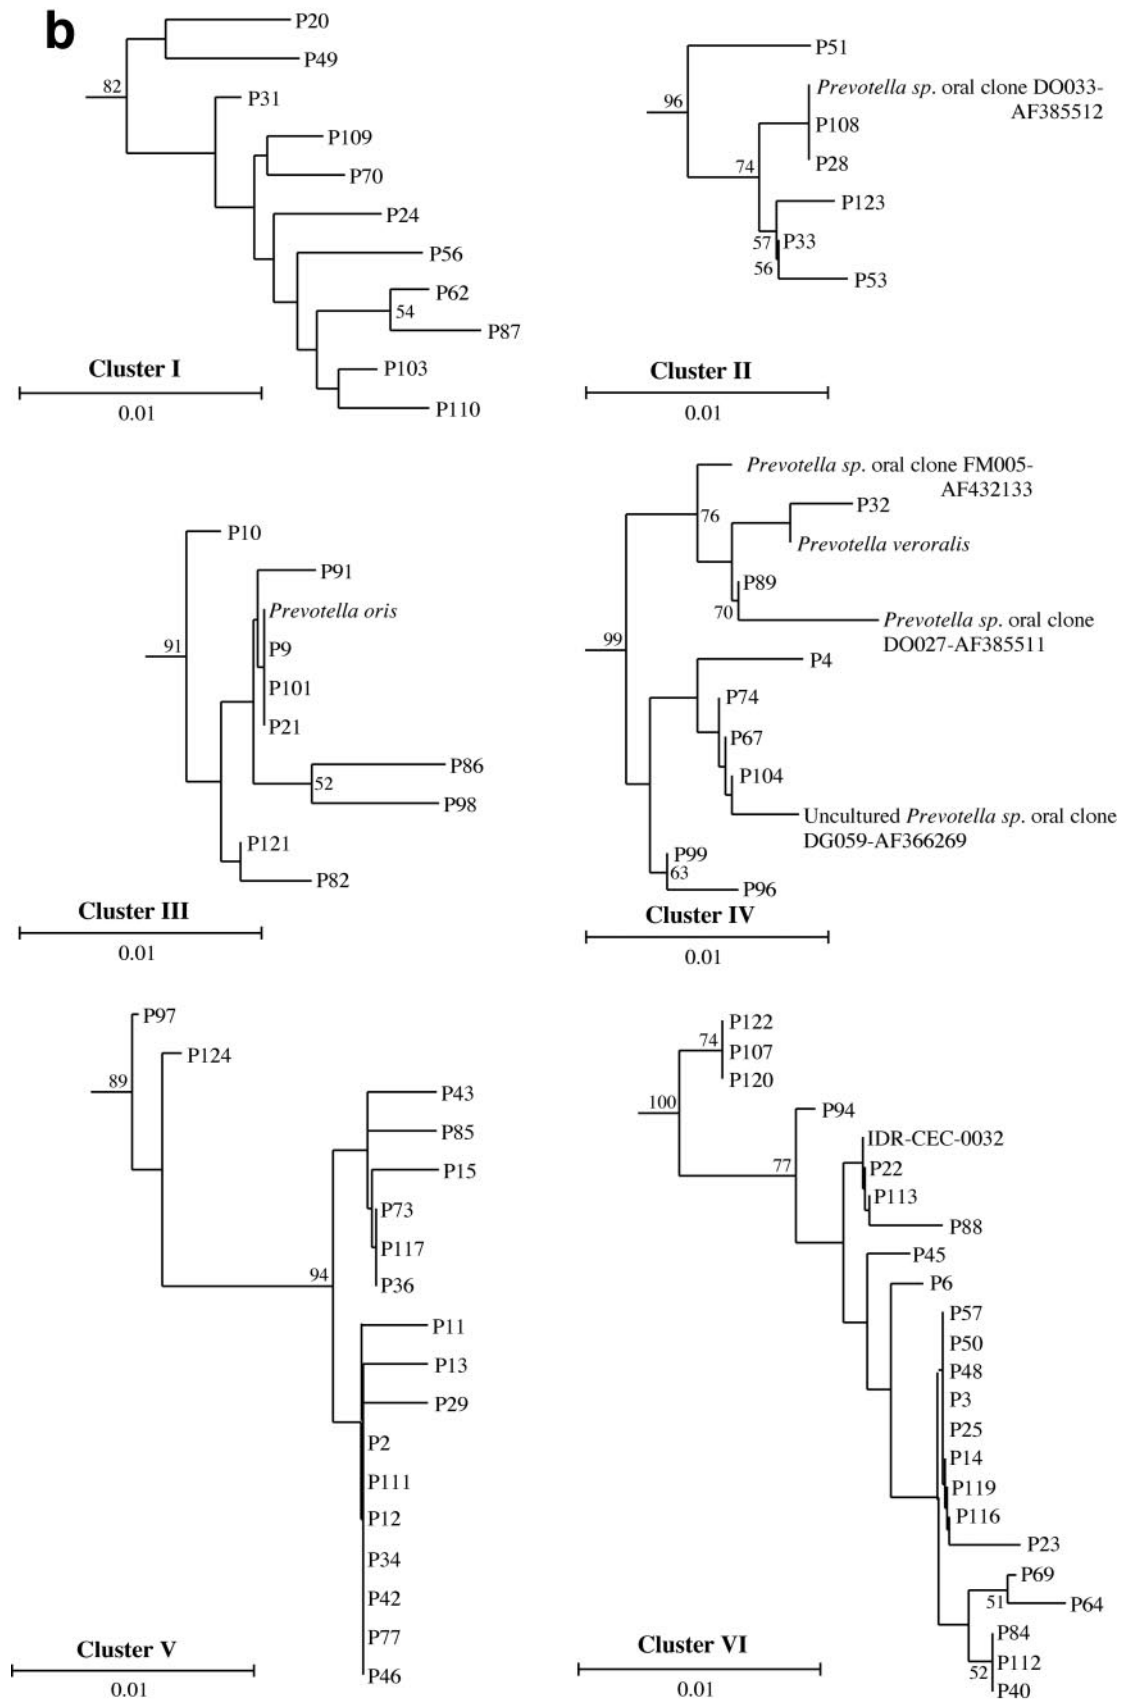 b
P20
P49
82
P31
P109
P70
P24
P56
P62
54
P87
P103
P110
Cluster I
0.01
P51
Prevotella sp. oral clone DO033-
AF385512
96
P108
74
P28
P123
57
P33
56
P53
Cluster II
0.01
P10
P91
Prevotella oris
91
P9
P101
P21
P86
52
P98
P121
P82
Cluster III
0.01
Prevotella sp. oral clone FM005-
AF432133
76
P32
Prevotella veroralis
P89
70
Prevotella sp. oral clone
DO027-AF385511
99
P4
P74
P67
P104
Uncultured Prevotella sp. oral clone
DG059-AF366269
P99
63
P96
Cluster IV
0.01
P97
P124
89
P43
P85
P15
P73
P117
94
P36
P11
P13
P29
P2
P111
P12
P34
P42
P77
P46
Cluster V
0.01
P122
74
P107
P120
100
P94
IDR-CEC-0032
77
P22
P113
P88
P45
P6
P57
P50
P48
P3
P25
P14
P119
P116
P23
P69
51
P64
P84
P112
52
P40
Cluster VI
0.01